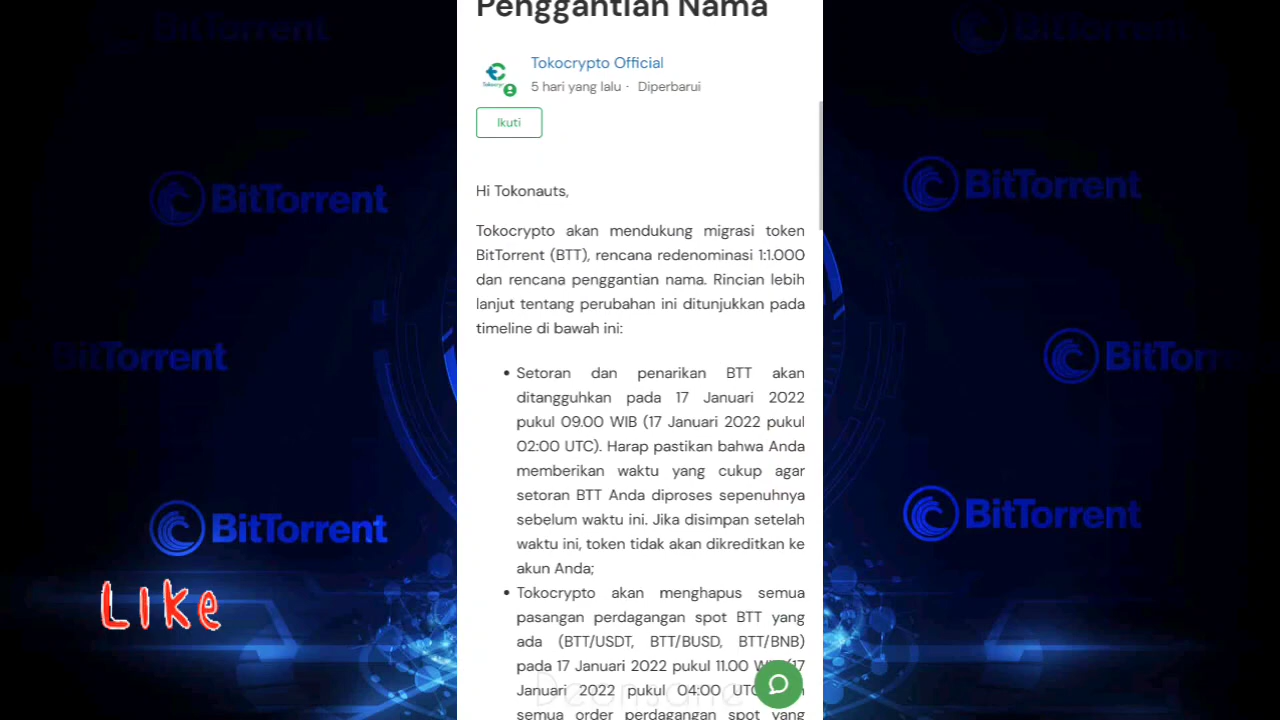 Penggantian Nama
Tokocrypto Official
5 hari yang lalu · Diperbarui
Ikuti
Hi Tokonauts,
Tokocrypto akan mendukung migrasi token
BitTorrent (BTT), rencana redenominasi 1:1.000
dan rencana penggantian nama. Rincian lebih
lanjut tentang perubahan ini ditunjukkan pada
timeline di bawah ini:
• Setoran dan penarikan BTT akan
ditangguhkan pada 17 Januari 2022
pukul 09.00 WIB (17 Januari 2022 pukul
02:00 UTC). Harap pastikan bahwa Anda
memberikan waktu yang cukup agar
setoran BTT Anda diproses sepenuhnya
sebelum waktu ini. Jika disimpan setelah
waktu ini, token tidak akan dikreditkan ke
akun Anda;
• Tokocrypto akan menghapus semua
pasangan perdagangan spot BTT yang
ada (BTT/USDT, BTT/BUSD, BTT/BNB)
pada 17 Januari 2022 pukul 11.00 (17
Januari 2022 pukul 04:00
semua order perdagangan spot yang
BitTorrent
BitTorrent
BitTorrent
BitTorrent
BitTorrent
BitTorrent
BitTorrent
BitTorr
LIke